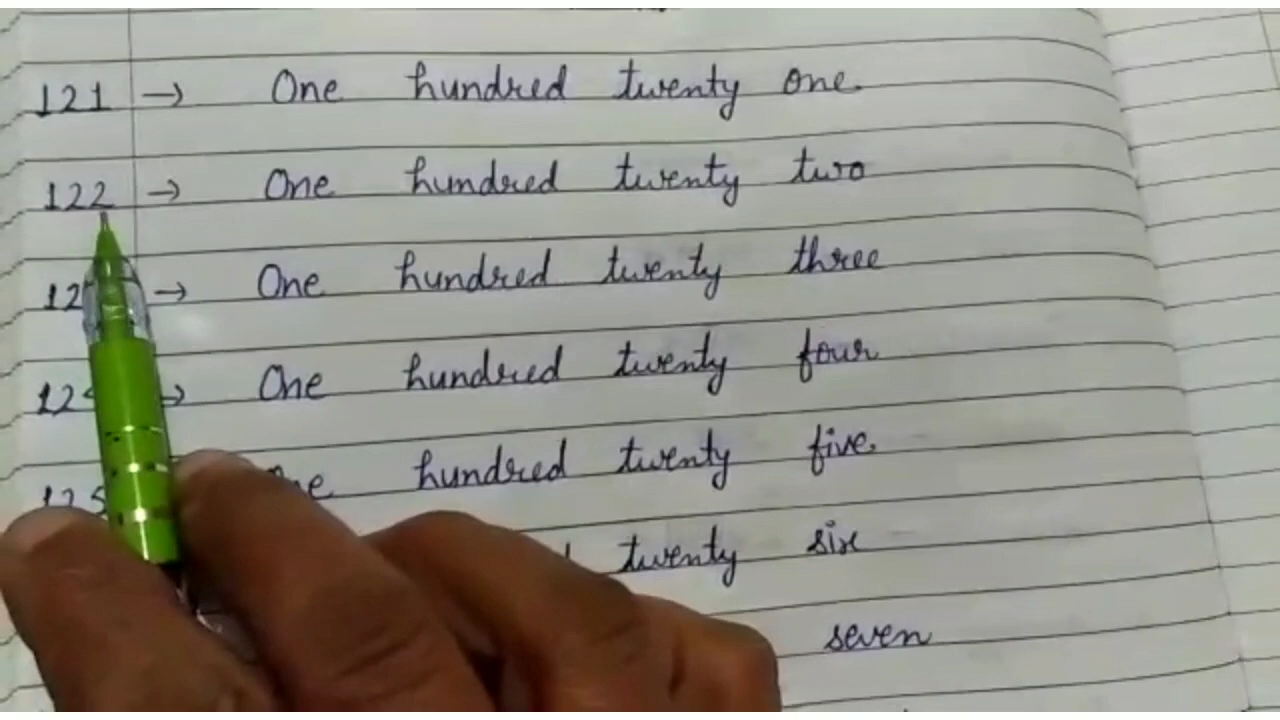 121 → One hundred twenty one.
122 → One hundred twenty two
→ One hundred twenty three
→ One hundred twenty four
hundred twenty five.
twenty six
seven